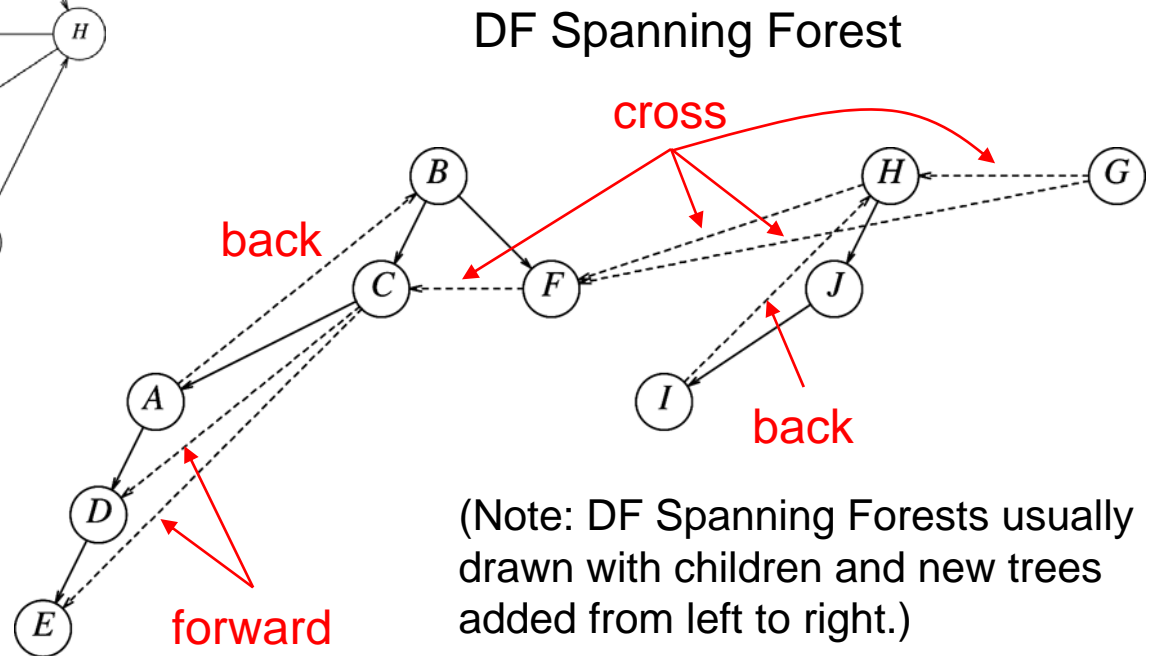 H
DF Spanning Forest
cross
B
H
G
back
C
F
J
A
I
back
D
(Note: DF Spanning Forests usually
drawn with children and new trees
added from left to right.)
E
forward